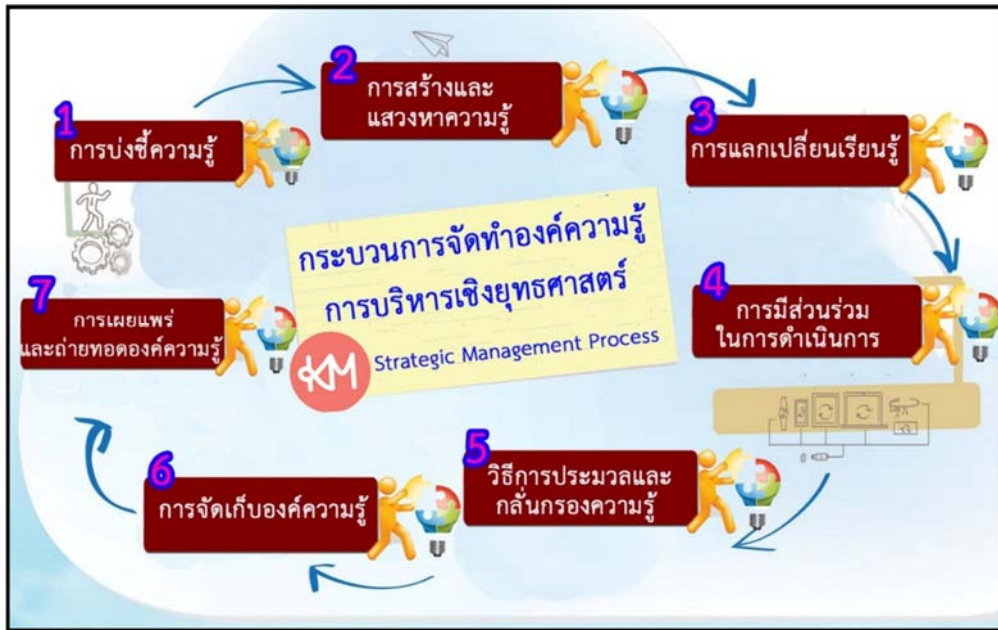 1
การบ่งชี้ความรู้
2
การสร้างและ
แสวงหาความรู้
3
การแลกเปลี่ยนเรียนรู้
4
การมีส่วนร่วม
ในการดำเนินการ
5
วิธีการประมวลและ
กลั่นกรองความรู้
6
การจัดเก็บองค์ความรู้
7
การเผยแพร่
และถ่ายทอดองค์ความรู้
กระบวนการจัดทำองค์ความรู้
การบริหารเชิงยุทธศาสตร์
KM Strategic Management Process